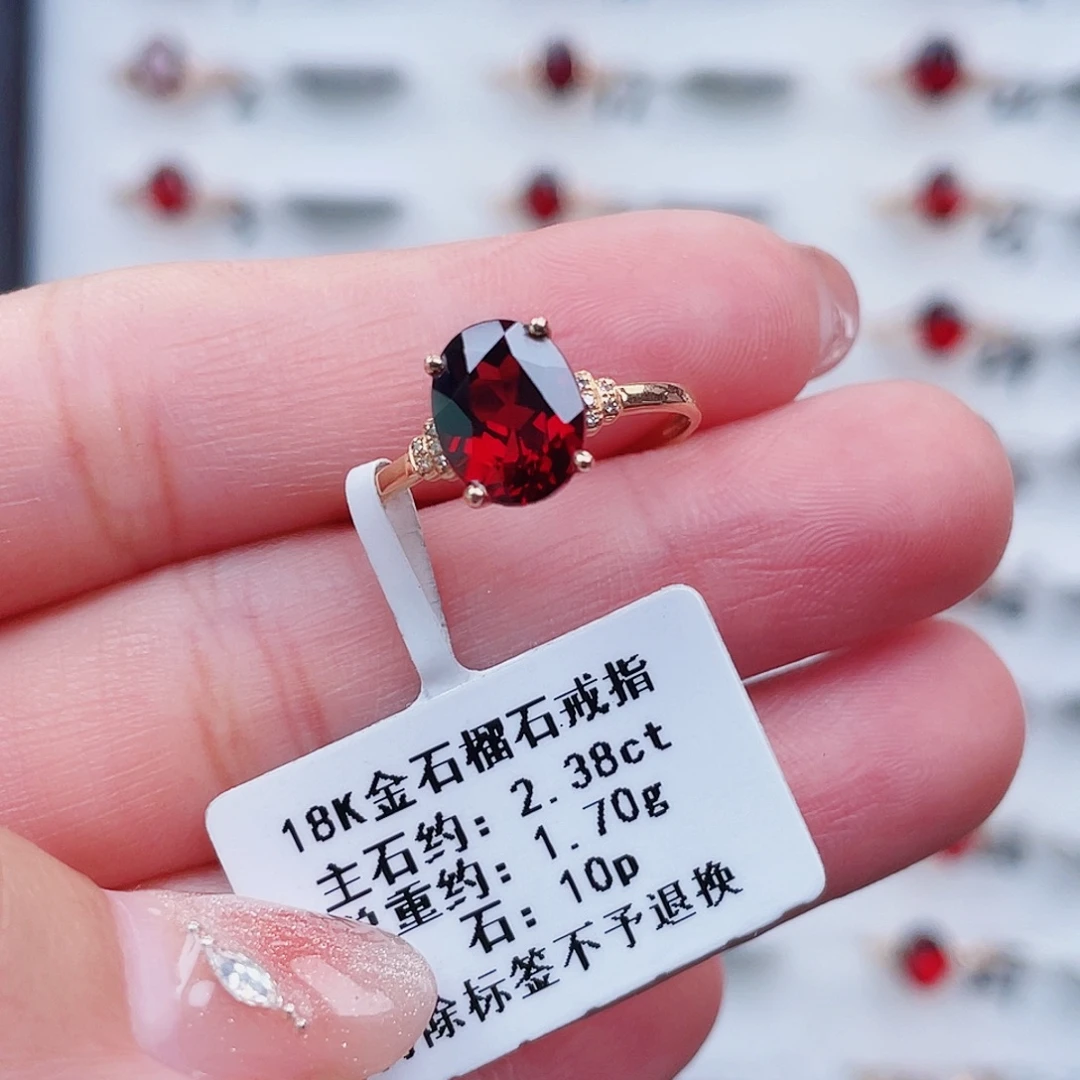 18K金石榴石戒指
主石约: 2.38ct
重约: 1.70g
石: 10p
除标签不予退换